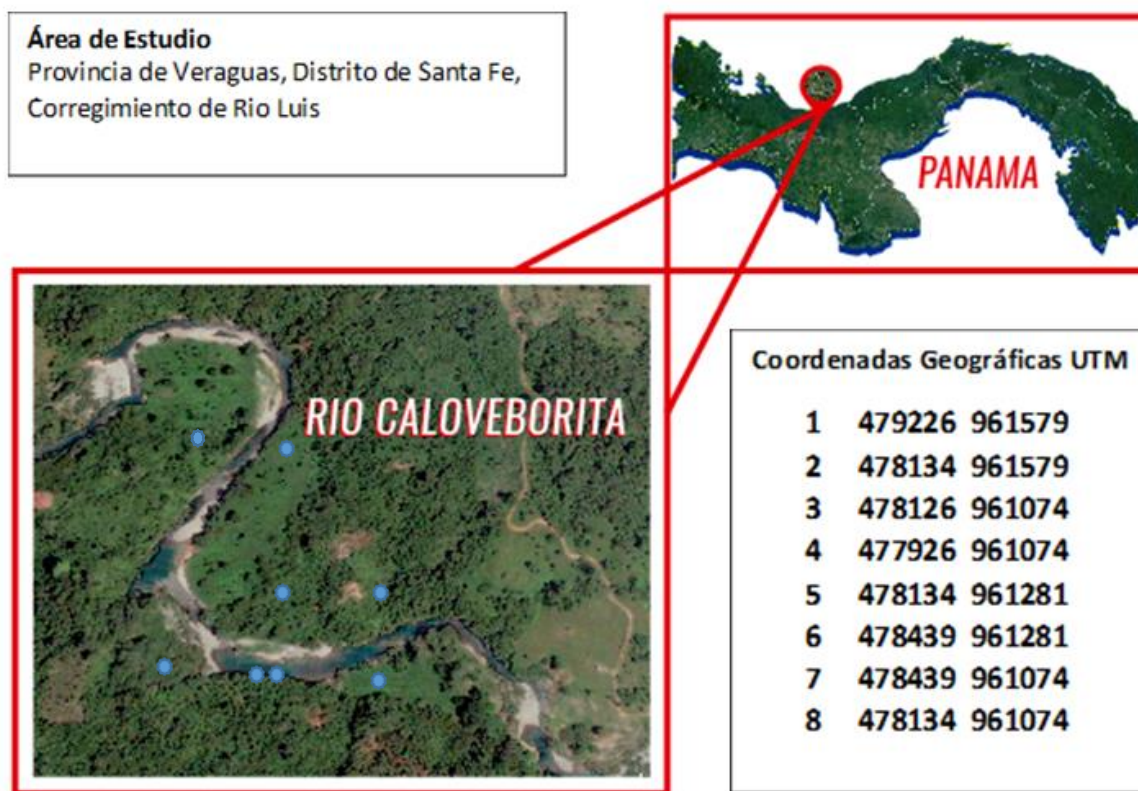 Área de Estudio
Provincia de Veraguas, Distrito de Santa Fe,
Corregimiento de Rio Luis
PANAMA
RIO CALOVEBORITA
Coordenadas Geográficas UTM
1 479226 961579
2 478134 961579
3 478126 961074
4 477926 961074
5 478134 961281
6 478439 961281
7 478439 961074
8 478134 961074